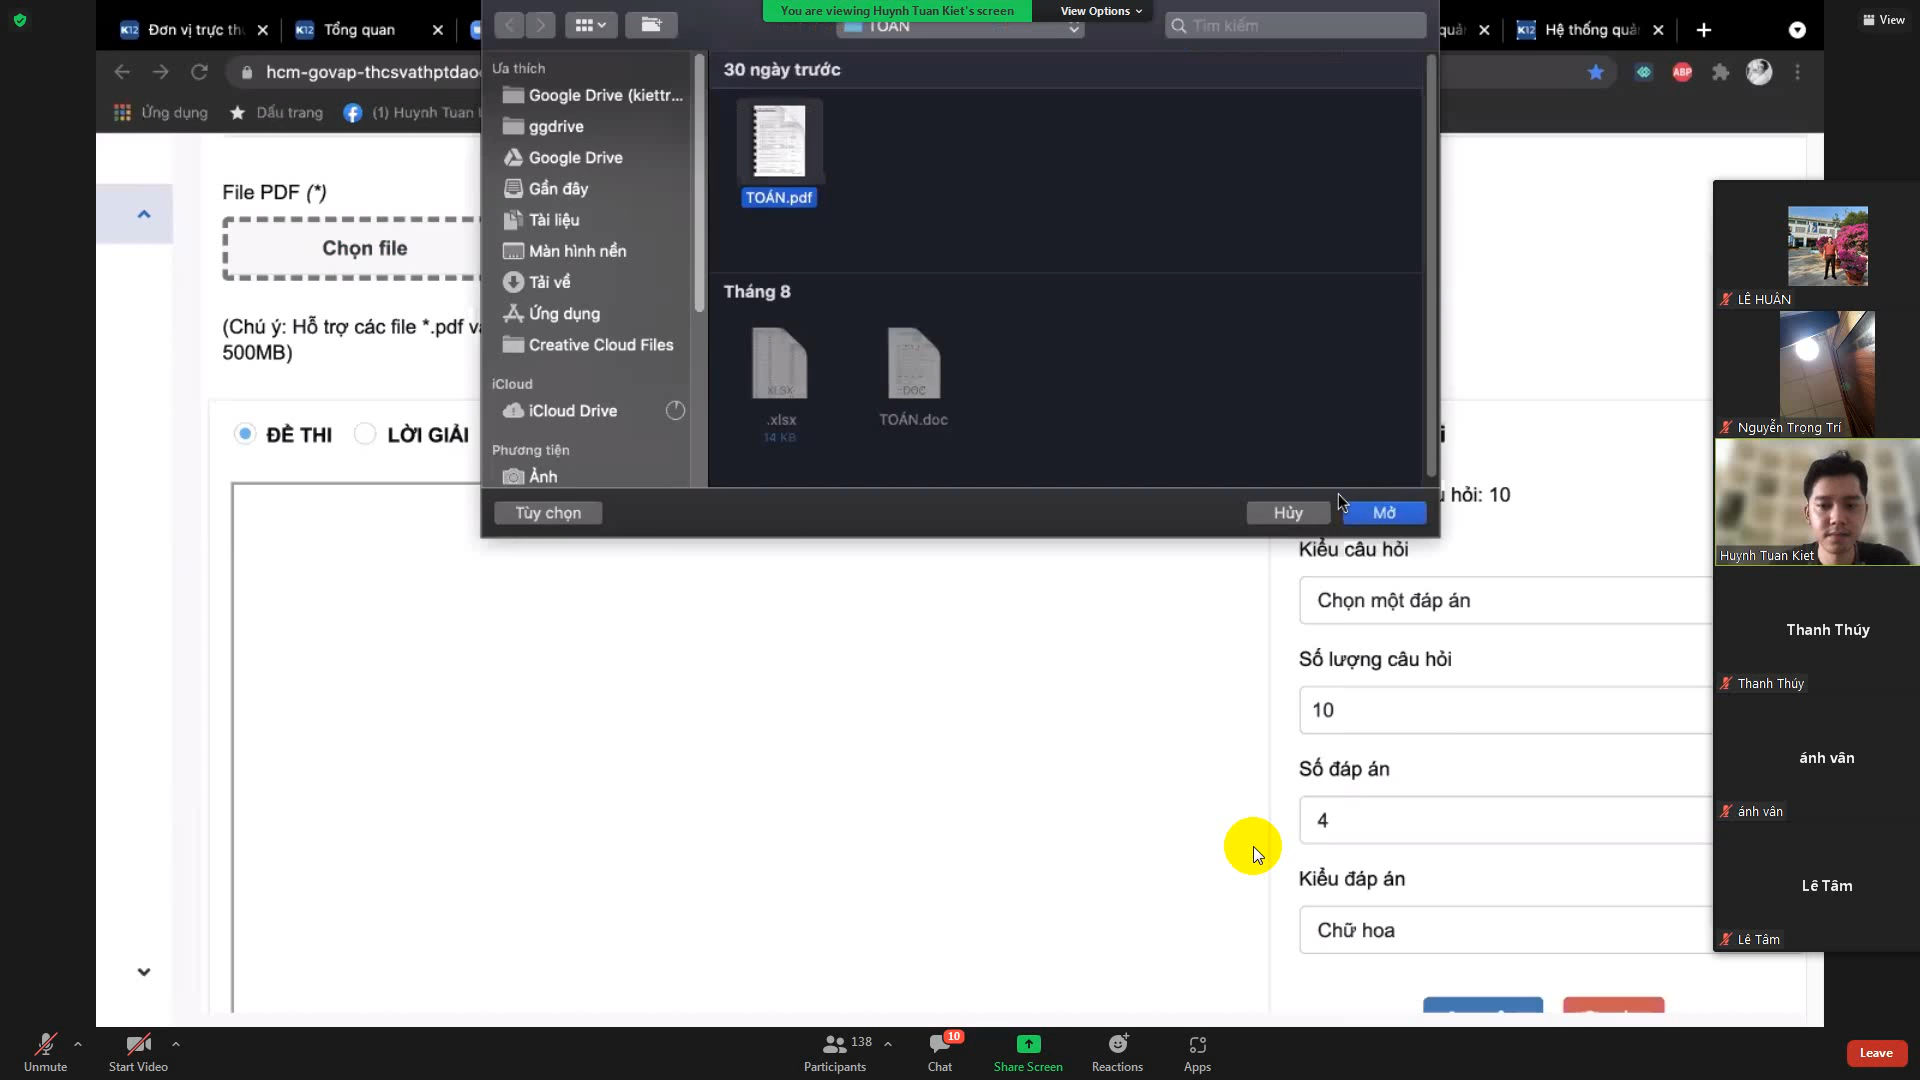 You are viewing Huynh Tuan Kiet's screen
View Options
View
Đơn vị trực th
Tổng quan
TOÁN
Tìm kiếm
Hệ thống quả
hcm-govap-thcsvathptdao
ABP
Ứng dụng
Dấu trang
(1) Huynh Tuan
Ưa thích
Google Drive (kiettr...
ggdrive
Google Drive
Gần đây
Tài liệu
Màn hình nền
Tải về
Ứng dụng
Creative Cloud Files
iCloud
iCloud Drive
Phương tiện
Ảnh
30 ngày trước
TOÁN.pdf
Tháng 8
XLSX
.xlsx
14 KB
DOC
TOÁN.doc
Tùy chọn
Hủy
Mở
File PDF (*)
Chọn file
(Chú ý: Hỗ trợ các file *.pdf và
500MB)
ĐỀ THI
LỜI GIẢI
hỏi: 10
Kiểu câu hỏi
Chọn một đáp án
Số lượng câu hỏi
10
Số đáp án
4
Kiểu đáp án
Chữ hoa
LÊ HUÂN
Nguyễn Trọng Trí
Huynh Tuan Kiet
Thanh Thúy
Thanh Thúy
ánh vân
ánh vân
Lê Tâm
Lê Tâm
Unmute
Start Video
138
Participants
10
Chat
Share Screen
Reactions
Apps
Leave